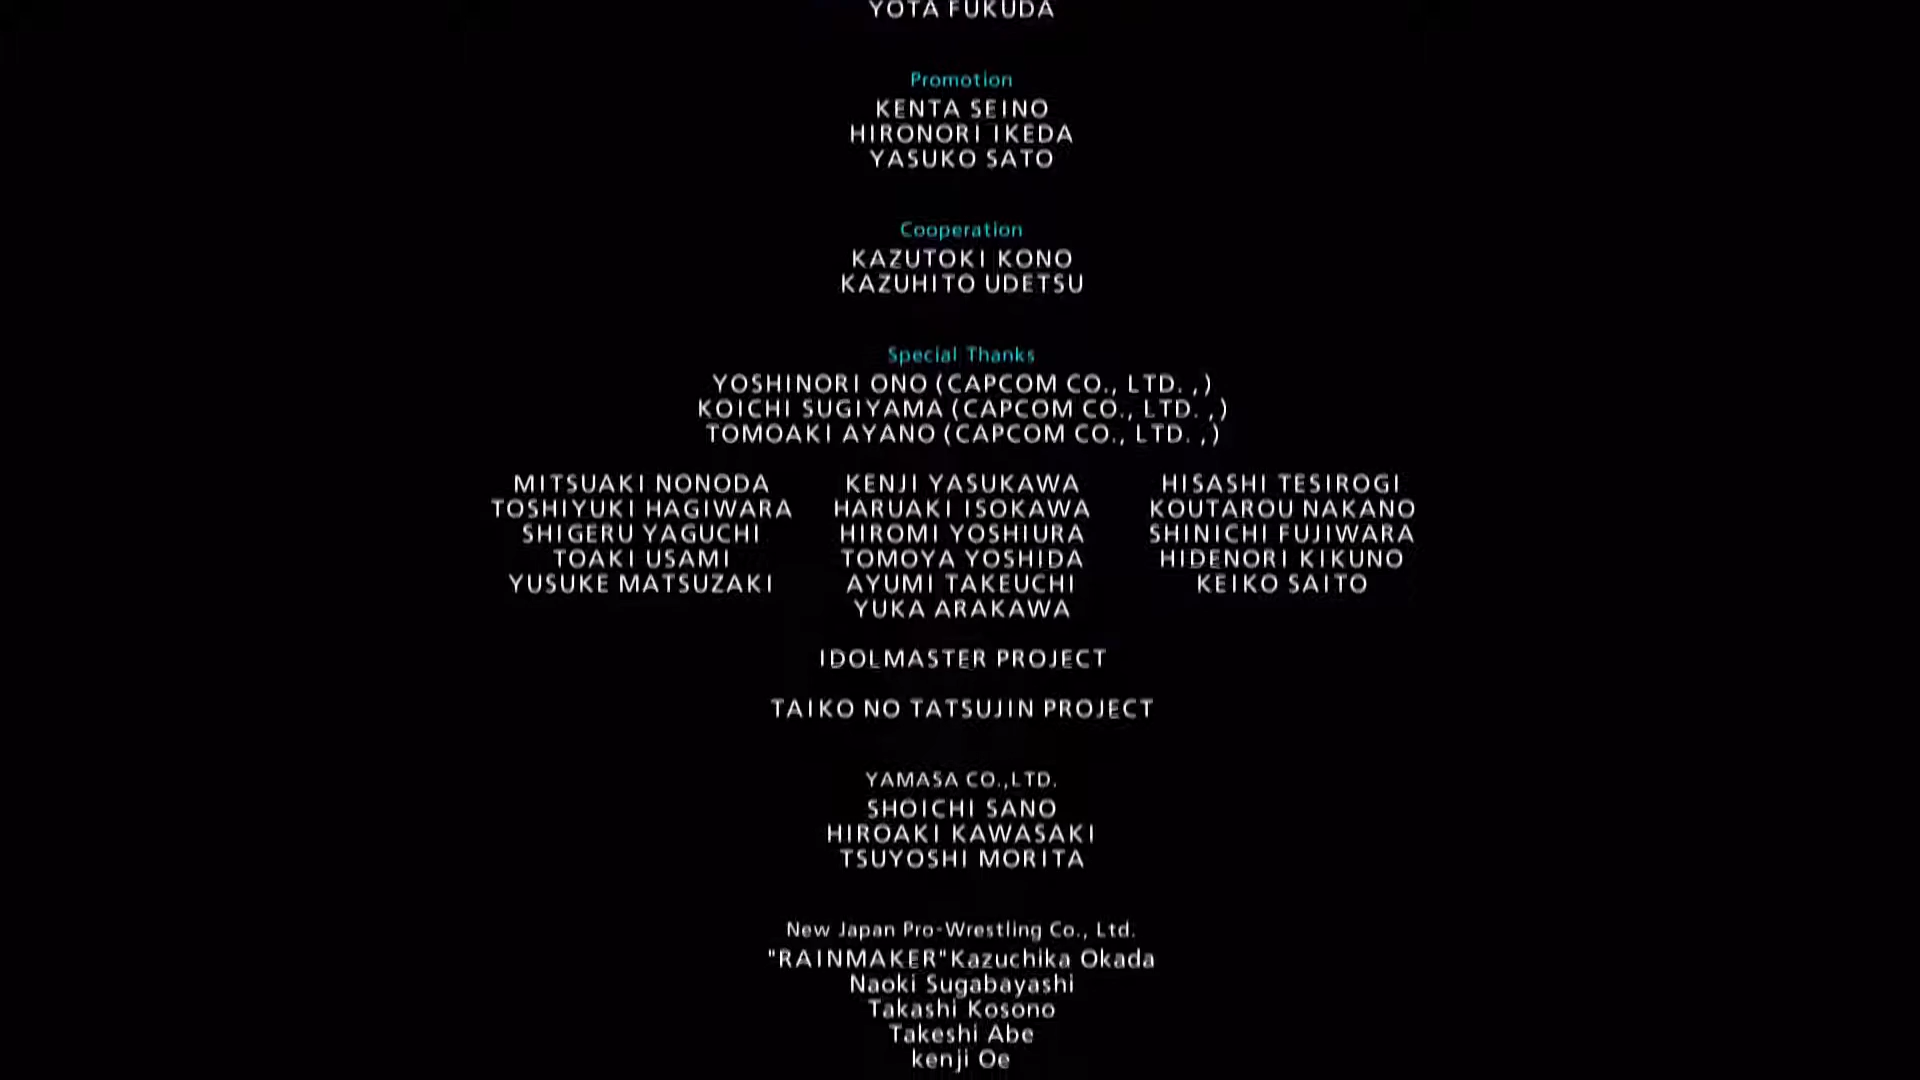 YOTA FUKUDA
Promotion
KENTA SEINO
HIRONORI IKEDA
YASUKO SATO
Cooperation
KAZUTOKI KONO
KAZUHITO UDETSU
Special Thanks
YOSHINORI ONO (CAPCOM CO., LTD. ,)
KOICHI SUGIYAMA (CAPCOM CO., LTD. ,)
TOMOAKI AYANO (CAPCOM CO., LTD. ,)
MITSUAKI NONODA KENJI YASUKAWA HISASHI TESIROGI
TOSHIYUKI HAGIWARA HARUAKI ISOKAWA KOUTAROU NAKANO
SHIGERU YAGUCHI HIROMI YOSHIURA SHINICHI FUJIWARA
TOAKI USAMI TOMOYA YOSHIDA HIDENORI KIKUNO
YUSUKE MATSUZAKI AYUMI TAKEUCHI KEIKO SAITO
YUKA ARAKAWA
IDOLMASTER PROJECT
TAIKO NO TATSUJIN PROJECT
YAMASA CO.,LTD.
SHOICHI SANO
HIROAKI KAWASAKI
TSUYOSHI MORITA
New Japan Pro-Wrestling Co., Ltd.
"RAINMAKER"Kazuchika Okada
Naoki Sugabayashi
Takashi Kosono
Takeshi Abe
kenji Oe